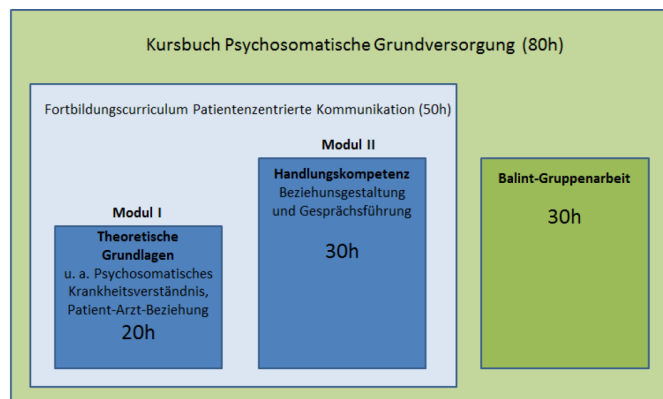 Kursbuch Psychosomatische Grundversorgung (80h)
Fortbildungscurriculum Patientenzentrierte Kommunikation (50h)
Modul I
Theoretische
Grundlagen
u. a. Psychosomatisches
Krankheitsverständnis,
Patient-Arzt-Beziehung
20h
Modul II
Handlungskompetenz
Beziehunsgestaltung
und Gesprächsführung
30h
Balint-Gruppenarbeit
30h